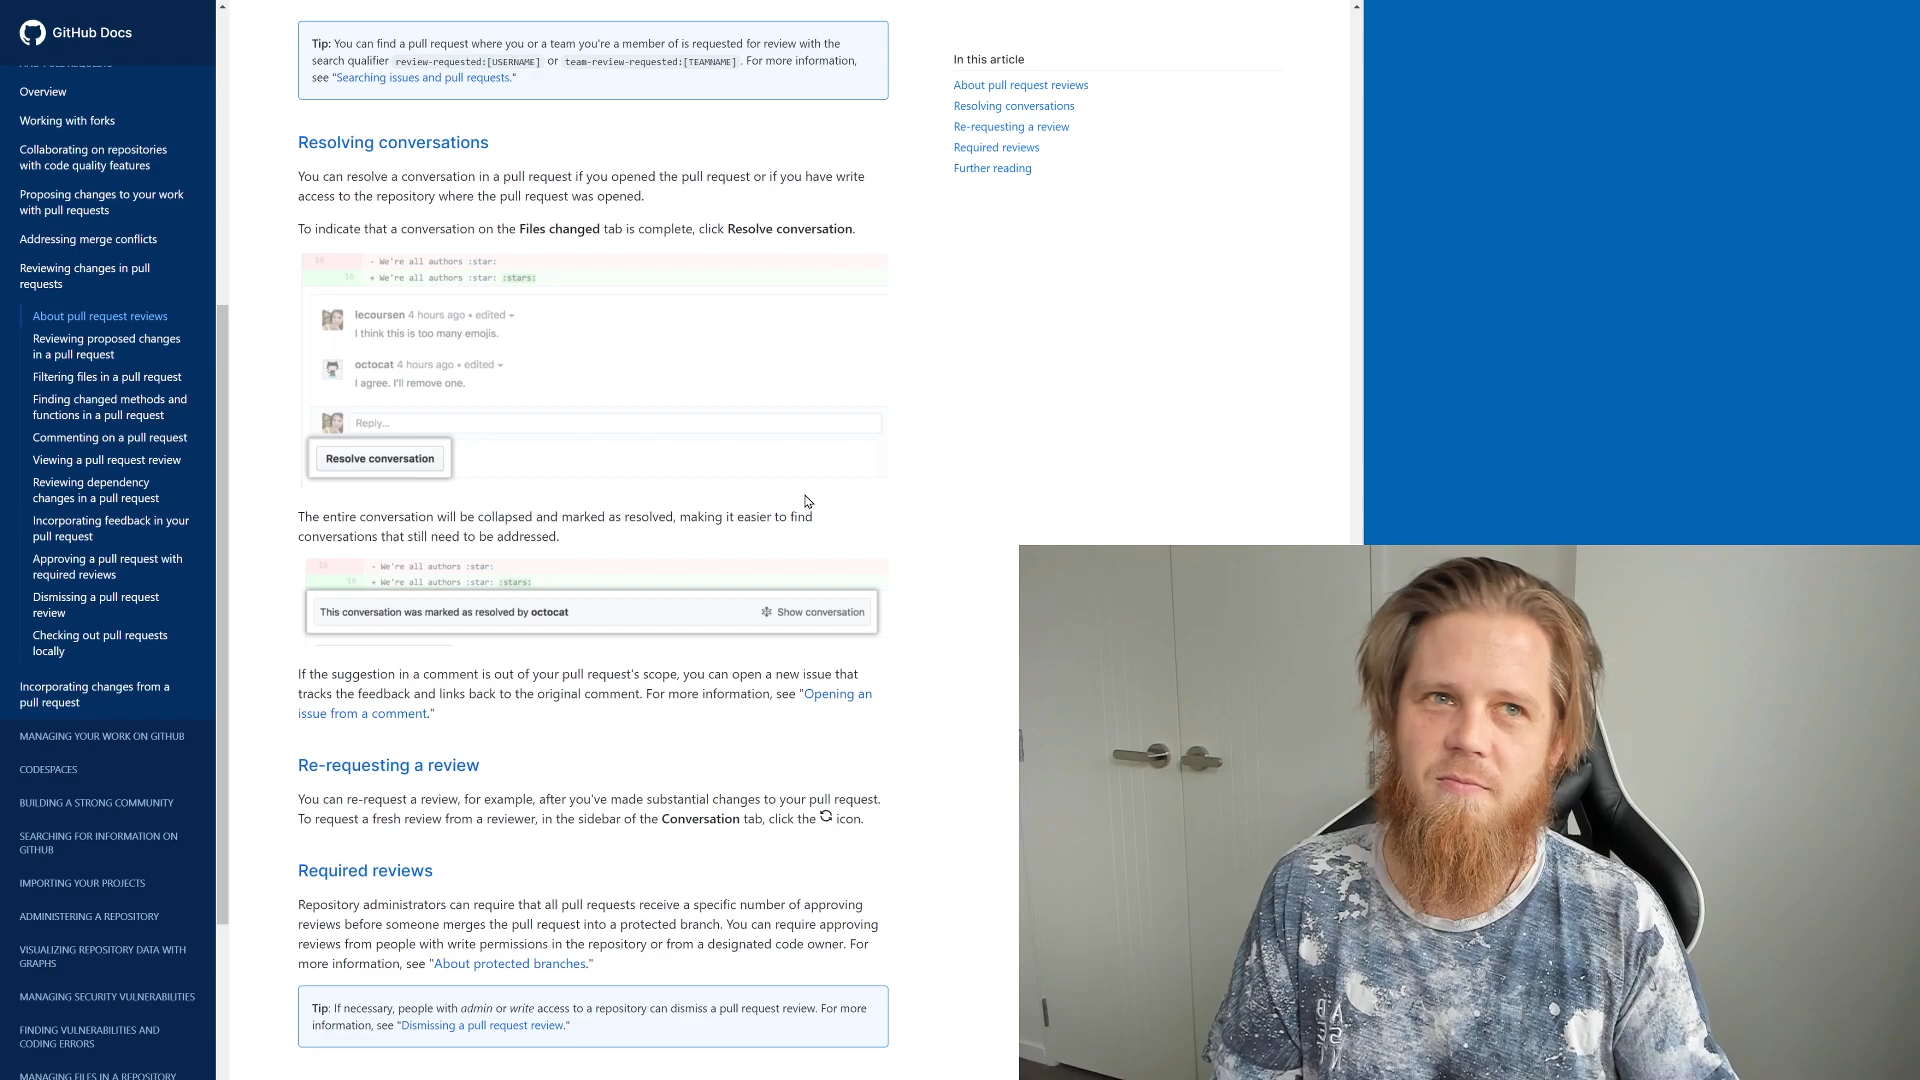 GitHub Docs
Overview
Working with forks
Collaborating on repositories
with code quality features
Proposing changes to your work
with pull requests
Addressing merge conflicts
Reviewing changes in pull
requests
About pull request reviews
Reviewing proposed changes
in a pull request
Filtering files in a pull request
Finding changed methods and
functions in a pull request
Commenting on a pull request
Viewing a pull request review
Reviewing dependency
changes in a pull request
Incorporating feedback in your
pull request
Approving a pull request with
required reviews
Dismissing a pull request
review
Checking out pull requests
locally
Incorporating changes from a
pull request
MANAGING YOUR WORK ON GITHUB
CODESPACES
BUILDING A STRONG COMMUNITY
SEARCHING FOR INFORMATION ON
GITHUB
IMPORTING YOUR PROJECTS
ADMINISTERING A REPOSITORY
VISUALIZING REPOSITORY DATA WITH
GRAPHS
MANAGING SECURITY VULNERABILITIES
FINDING VULNERABILITIES AND
CODING ERRORS
MANAGING FILES IN A REPOSITORY
Tip: You can find a pull request where you or a team you're a member of is requested for review with the
search qualifier review-requested:[USERNAME] or team-review-requested:[TEAMNAME] . For more information,
see "Searching issues and pull requests."
Resolving conversations
You can resolve a conversation in a pull request if you opened the pull request or if you have write
access to the repository where the pull request was opened.
To indicate that a conversation on the Files changed tab is complete, click Resolve conversation.
16 - We're all authors :star:
16 + We're all authors :star: :stars:
lecoursen 4 hours ago • edited
I think this is too many emojis.
octocat 4 hours ago • edited
I agree. I'll remove one.
Reply...
Resolve conversation
The entire conversation will be collapsed and marked as resolved, making it easier to find
conversations that still need to be addressed.
16 - We're all authors :star:
16 + We're all authors :star: :stars:
This conversation was marked as resolved by octocat Show conversation
If the suggestion in a comment is out of your pull request's scope, you can open a new issue that
tracks the feedback and links back to the original comment. For more information, see "Opening an
issue from a comment."
Re-requesting a review
You can re-request a review, for example, after you've made substantial changes to your pull request.
To request a fresh review from a reviewer, in the sidebar of the Conversation tab, click the icon.
Required reviews
Repository administrators can require that all pull requests receive a specific number of approving
reviews before someone merges the pull request into a protected branch. You can require approving
reviews from people with write permissions in the repository or from a designated code owner. For
more information, see "About protected branches."
Tip: If necessary, people with admin or write access to a repository can dismiss a pull request review. For more
information, see "Dismissing a pull request review."
In this article
About pull request reviews
Resolving conversations
Re-requesting a review
Required reviews
Further reading